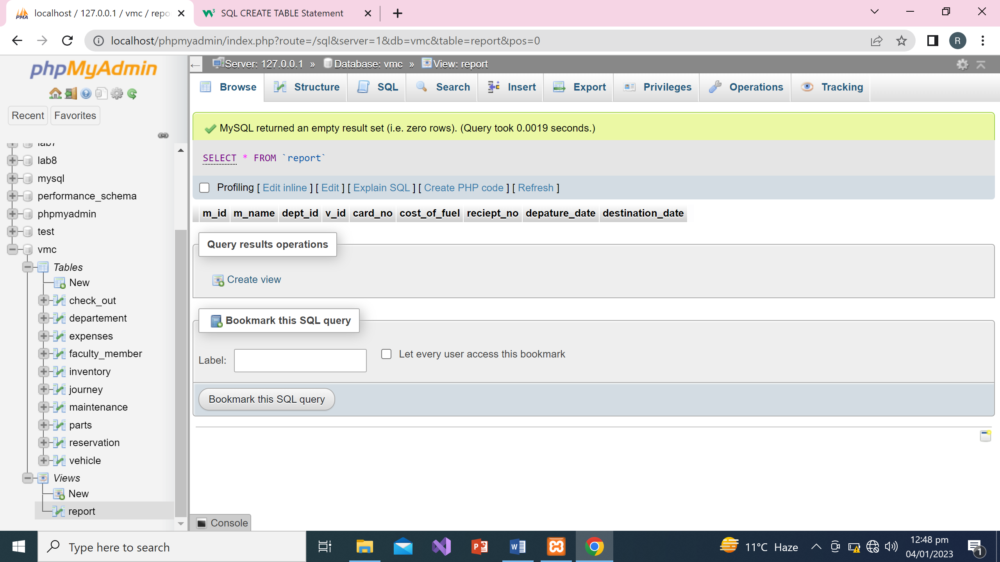 localhost / 127.0.0.1 / vmc / repo
SQL CREATE TABLE Statement
localhost/phpmyadmin/index.php?route=/sql&server=1&db=vmc&table=report&pos=0
R
phpMyAdmin
Recent
Favorites
lab7
lab8
mysql
performance_schema
phpmyadmin
test
vmc
Tables
New
check_out
departement
expenses
faculty_member
inventory
journey
maintenance
parts
reservation
vehicle
Views
New
report
Server: 127.0.0.1 » Database: vmc » View: report
Browse Structure SQL Search Insert Export Privileges Operations Tracking
MySQL returned an empty result set (i.e. zero rows). (Query took 0.0019 seconds.)
SELECT * FROM `report`
Profiling [ Edit inline ] [ Edit ] [ Explain SQL ] [ Create PHP code ] [ Refresh ]
m_id m_name dept_id v_id card_no cost_of_fuel reciept_no depature_date destination_date
Query results operations
Create view
Bookmark this SQL query
Label:
Let every user access this bookmark
Bookmark this SQL query
Console
Type here to search
11°C Haze
12:48 pm
04/01/2023
1